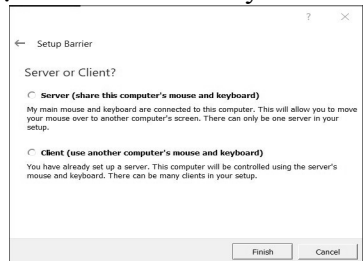 ?
← Setup Barrier
Server or Client?
Server (share this computer's mouse and keyboard)
My main mouse and keyboard are connected to this computer. This will allow you to move
your mouse over to another computer's screen. There can only be one server in your
setup.
Client (use another computer's mouse and keyboard)
You have already set up a server. This computer will be controlled using the server's
mouse and keyboard. There can be many clients in your setup.
Finish Cancel